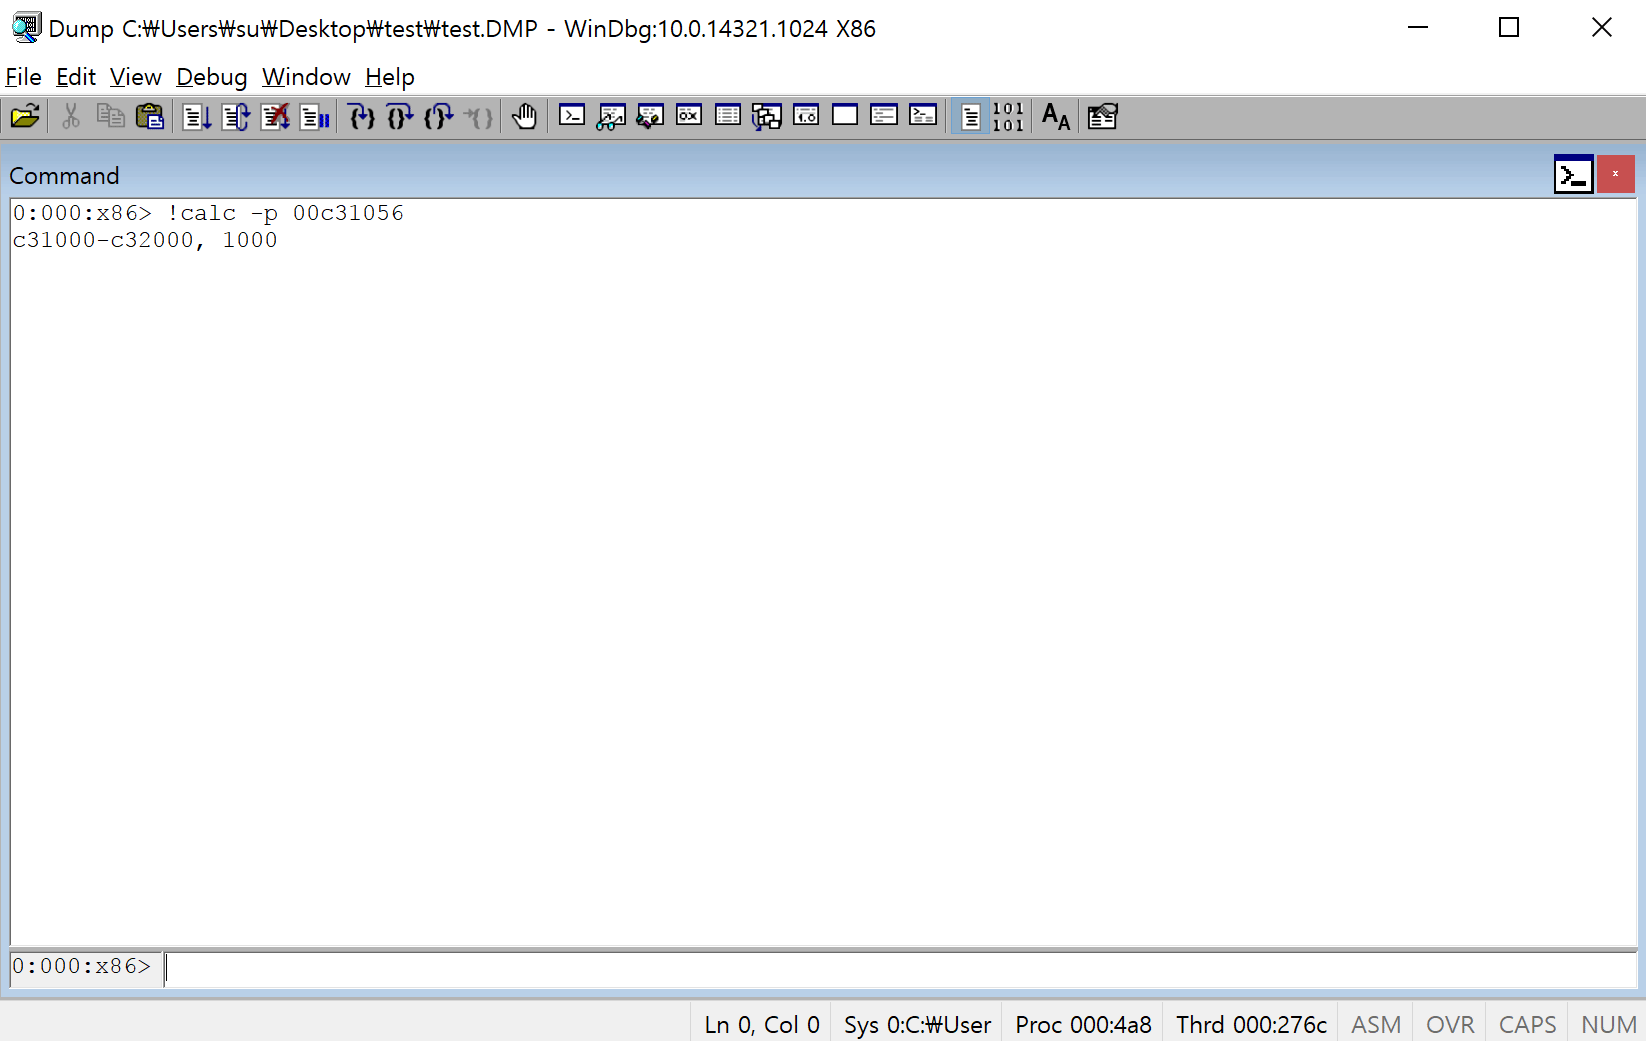 Dump C:₩Users₩su₩Desktop₩test₩test.DMP - WinDbg:10.0.14321.1024 X86
File Edit View Debug Window Help
101
101
AA
Command
0:000:x86> !calc -p 00c31056
c31000-c32000, 1000
0:000:x86>
Ln 0, Col 0 Sys 0:C:₩User Proc 000:4a8 Thrd 000:276c ASM OVR CAPS NUM